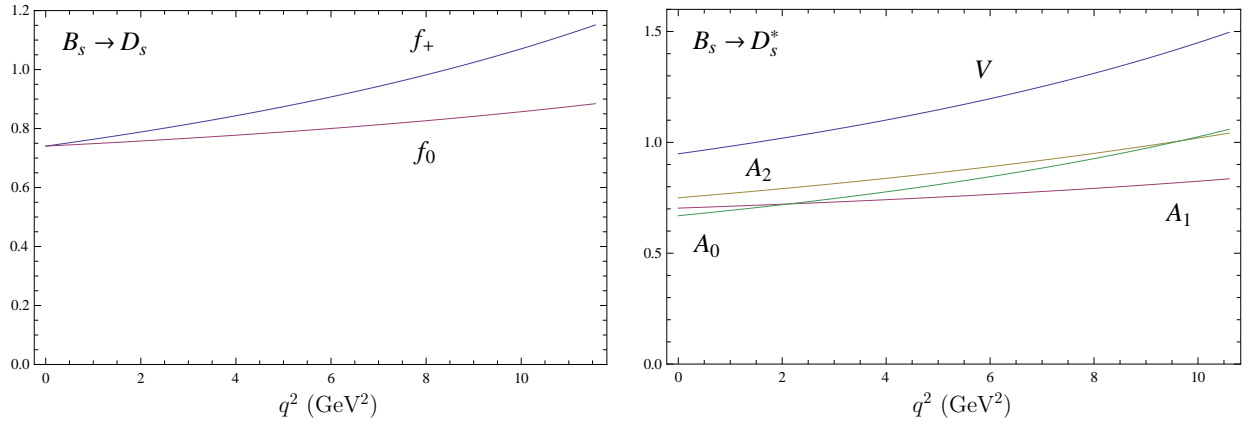 B_s → D_s
f_+
f_0
1.2
1.0
0.8
0.6
0.4
0.2
0.0
0 2 4 6 8 10
q^2 (GeV^2)
B_s → D_s^*
V
A_2
A_1
A_0
1.5
1.0
0.5
0.0
0 2 4 6 8 10
q^2 (GeV^2)